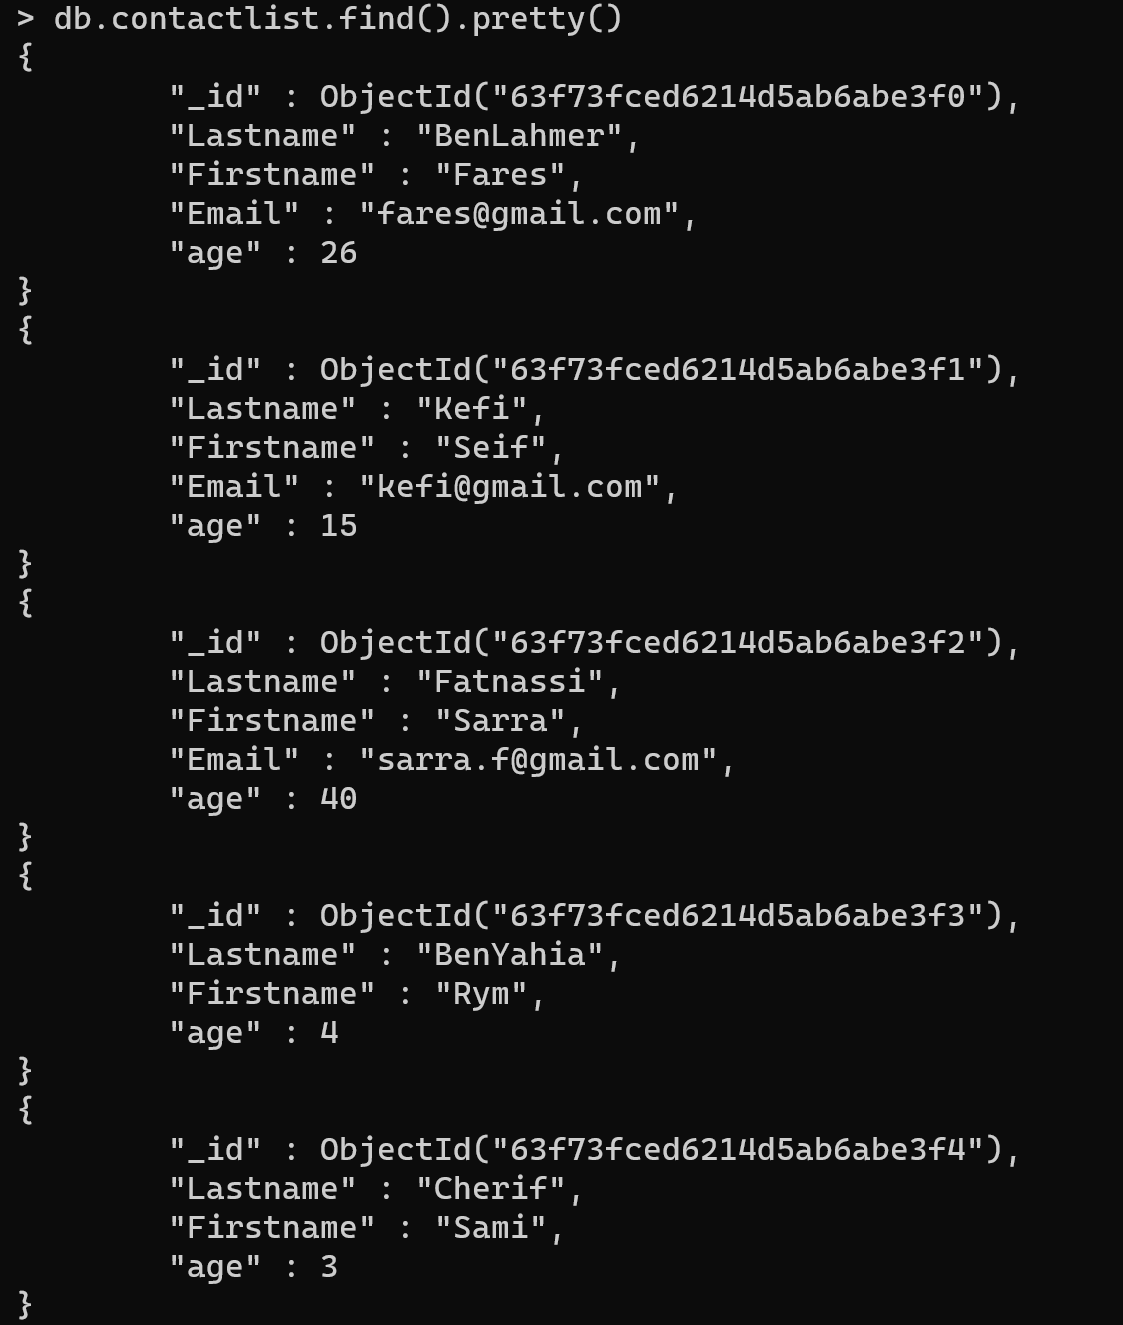 > db.contactlist.find().pretty()
{
        "_id" : ObjectId("63f73fced6214d5ab6abe3f0"),
        "Lastname" : "BenLahmer",
        "Firstname" : "Fares",
        "Email" : "fares@gmail.com",
        "age" : 26
}
{
        "_id" : ObjectId("63f73fced6214d5ab6abe3f1"),
        "Lastname" : "Kefi",
        "Firstname" : "Seif",
        "Email" : "kefi@gmail.com",
        "age" : 15
}
{
        "_id" : ObjectId("63f73fced6214d5ab6abe3f2"),
        "Lastname" : "Fatnassi",
        "Firstname" : "Sarra",
        "Email" : "sarra.f@gmail.com",
        "age" : 40
}
{
        "_id" : ObjectId("63f73fced6214d5ab6abe3f3"),
        "Lastname" : "BenYahia",
        "Firstname" : "Rym",
        "age" : 4
}
{
        "_id" : ObjectId("63f73fced6214d5ab6abe3f4"),
        "Lastname" : "Cherif",
        "Firstname" : "Sami",
        "age" : 3
}